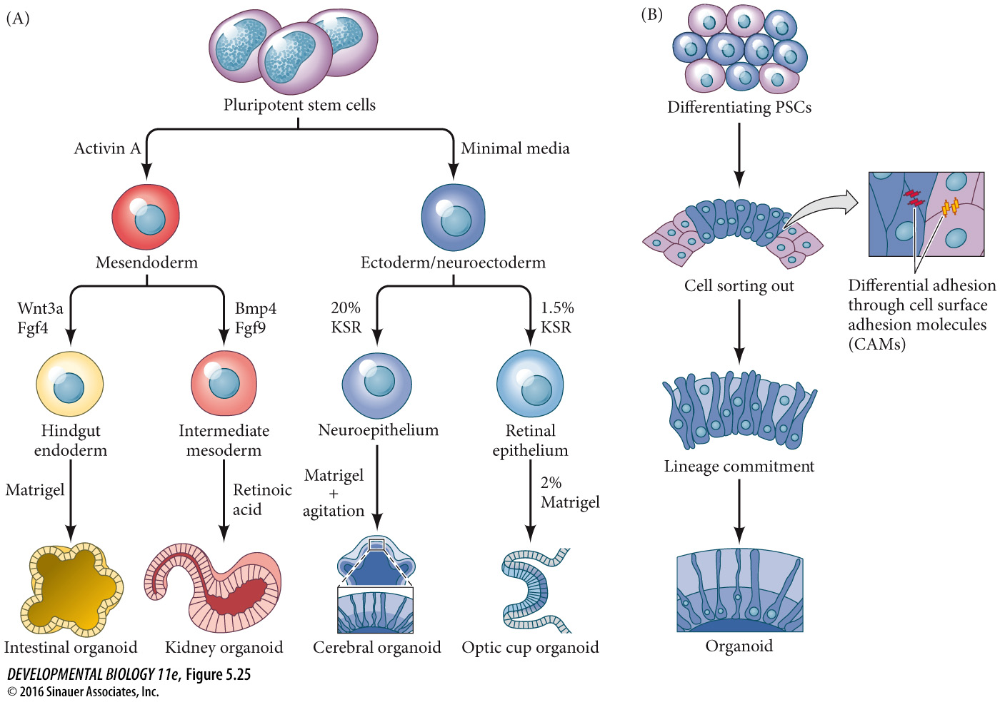 (A)
Pluripotent stem cells
Activin A
Minimal media
Mesendoderm
Ectoderm/neuroectoderm
Wnt3a
Fgf4
Bmp4
Fgf9
20%
KSR
1.5%
KSR
Hindgut
endoderm
Intermediate
mesoderm
Neuroepithelium
Retinal
epithelium
Matrigel
Retinoic
acid
Matrigel
+
agitation
2%
Matrigel
Intestinal organoid
Kidney organoid
Cerebral organoid
Optic cup organoid
(B)
Differentiating PSCs
Cell sorting out
Differential adhesion
through cell surface
adhesion molecules
(CAMs)
Lineage commitment
Organoid
DEVELOPMENTAL BIOLOGY 11e, Figure 5.25
© 2016 Sinauer Associates, Inc.